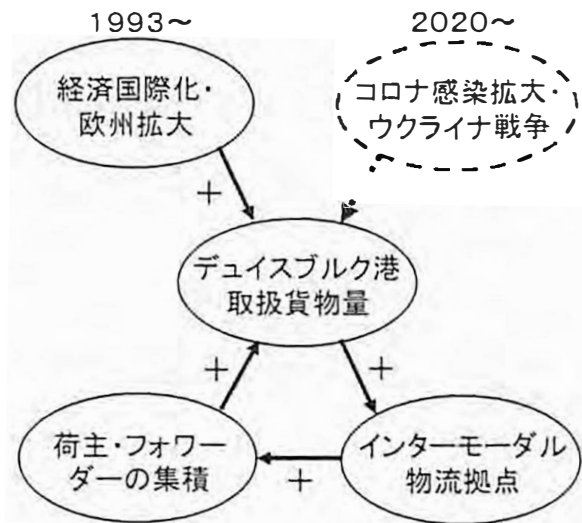 1993～
2020～
経済国際化・
欧州拡大
コロナ感染拡大・
ウクライナ戦争
+
デュイスブルク港
取扱貨物量
+
+
荷主・フォワー
ダーの集積
+
インターモーダル
物流拠点